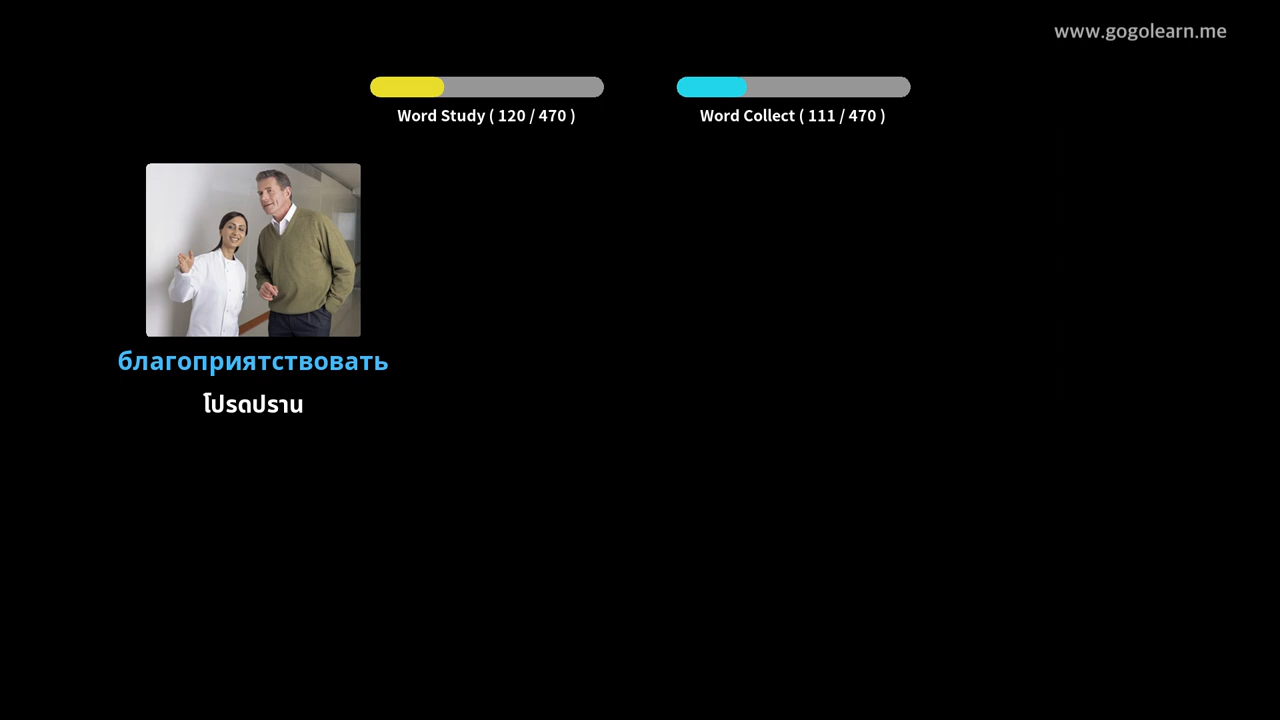 www.gogolearn.me
Word Study ( 120 / 470 )
Word Collect ( 111 / 470 )
благоприятствовать
โปรดปราน